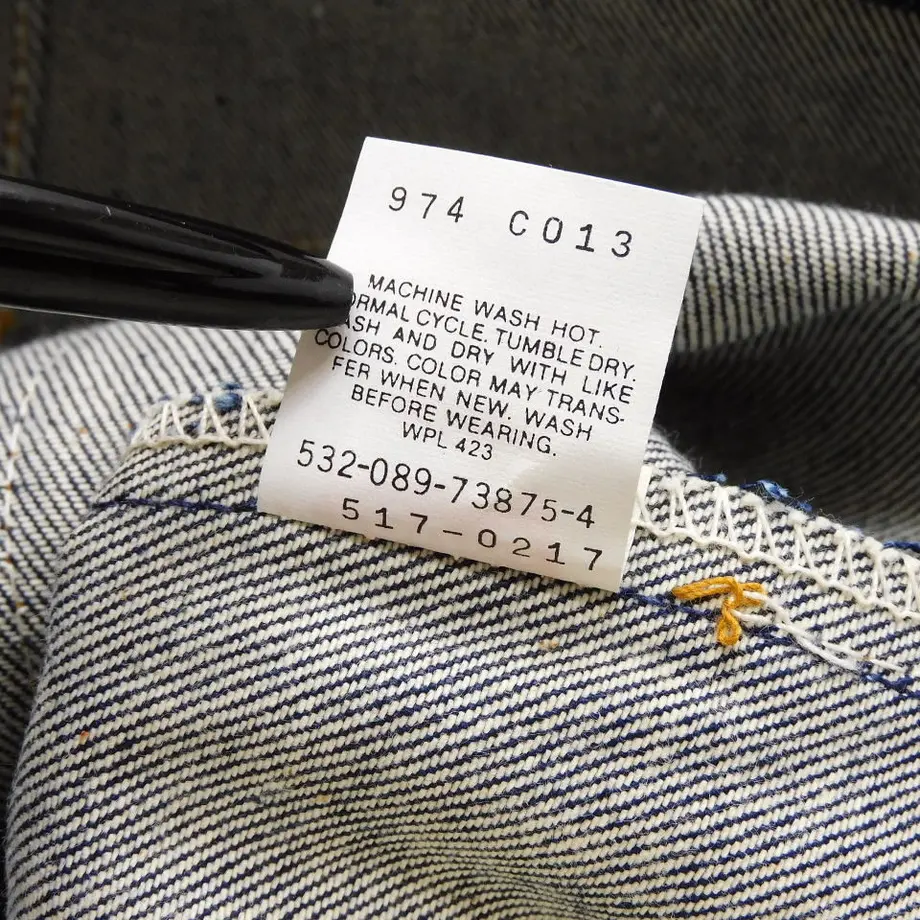 974 C013
MACHINE WASH HOT.
ORMAL CYCLE. TUMBLE DRY.
ASH AND DRY WITH LIKE
COLORS. COLOR MAY TRANS-
FER WHEN NEW. WASH
BEFORE WEARING.
WPL 423
532-089-73875-4
517-0217